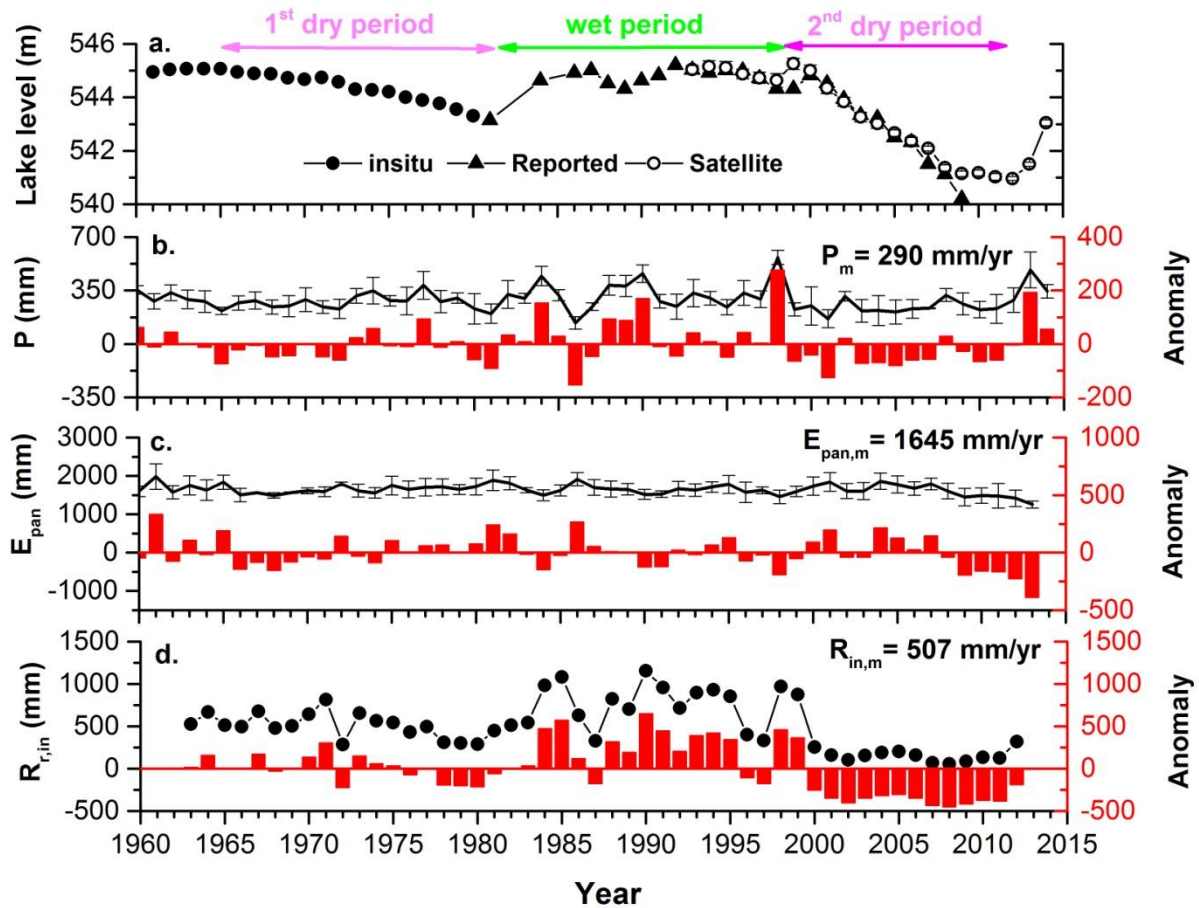 1st dry period wet period 2nd dry period
a.
Lake level (m)
546
544
542
540
insitu Reported Satellite
b.
Pm = 290 mm/yr
P (mm)
700
350
0
-350
400
200
0
-200
Anomaly
c.
Epan,m = 1645 mm/yr
Epan (mm)
3000
2000
1000
0
-1000
1000
500
0
-500
Anomaly
d.
Rin,m = 507 mm/yr
Rr,in (mm)
1500
1000
500
0
-500
1500
1000
500
0
-500
Anomaly
1960 1965 1970 1975 1980 1985 1990 1995 2000 2005 2010 2015
Year